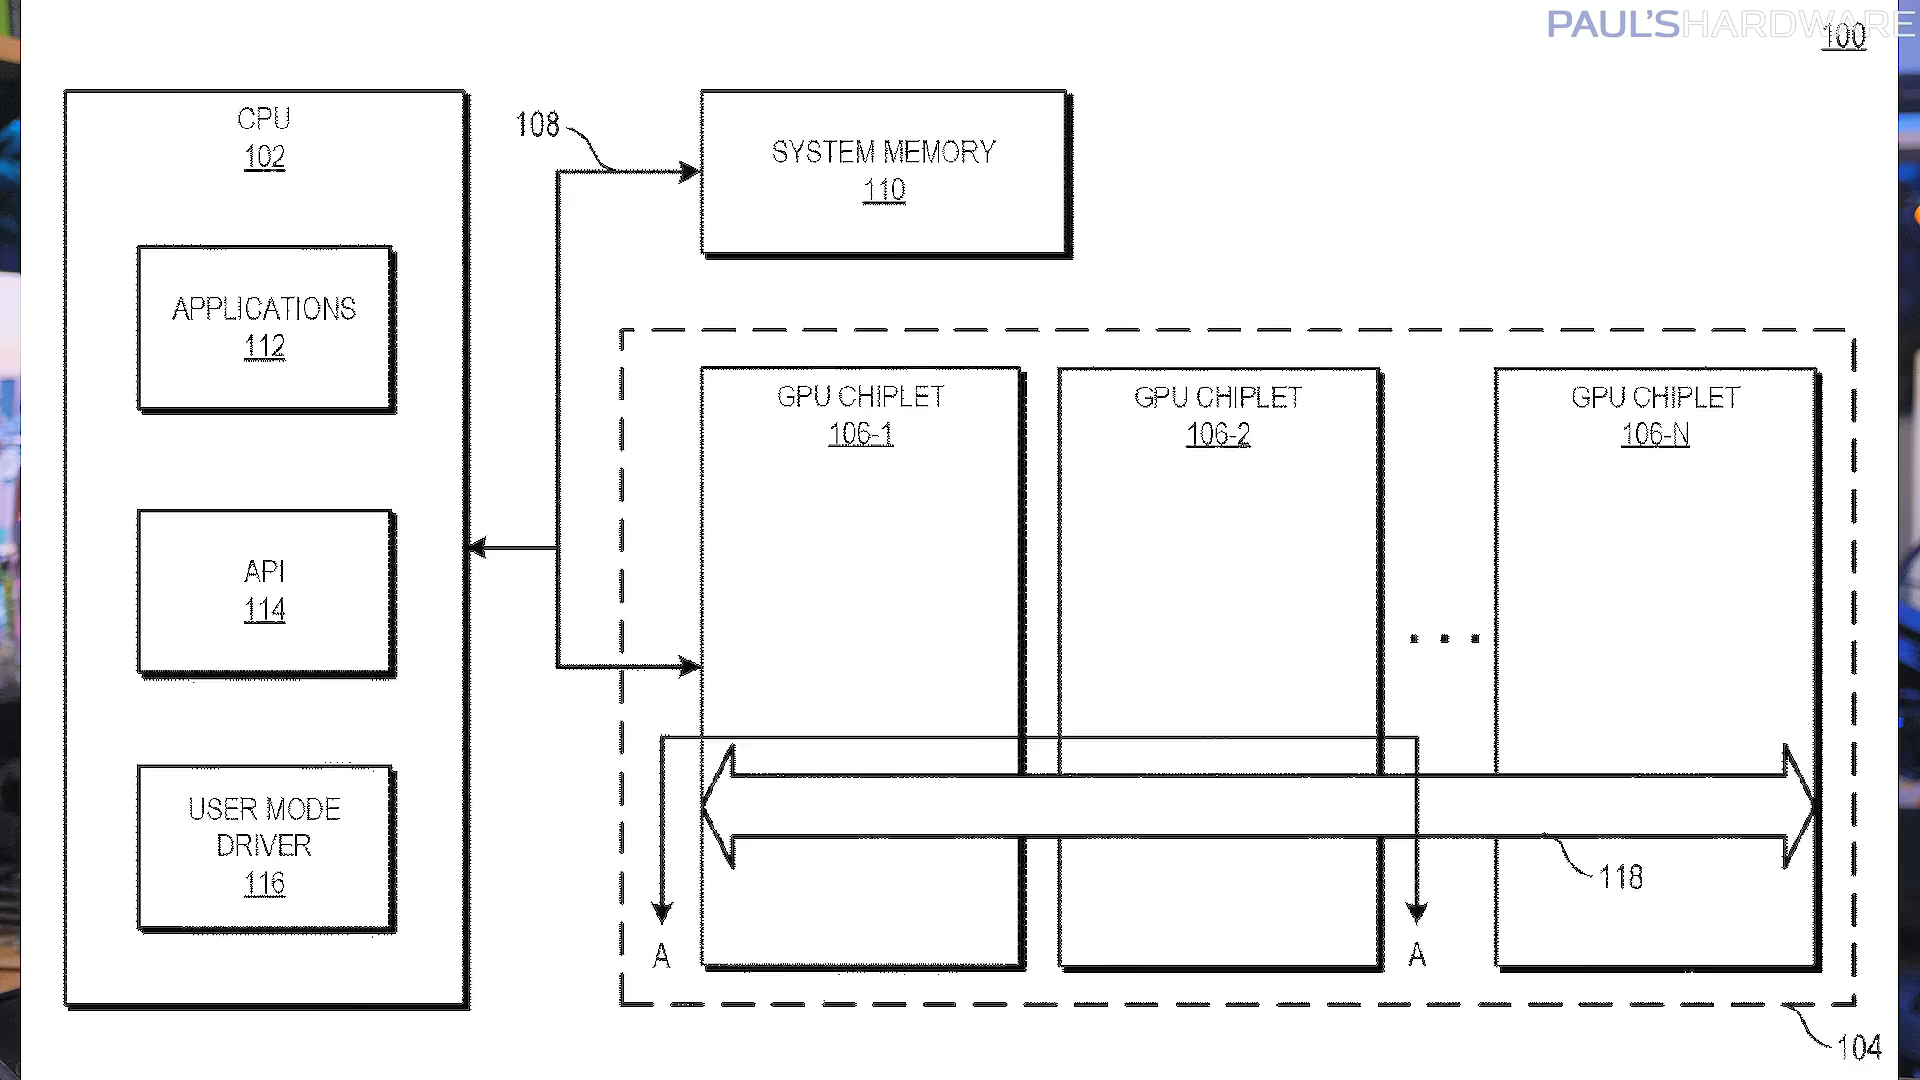 PAUL'SHARDWARE
100
CPU
102
APPLICATIONS
112
API
114
USER MODE
DRIVER
116
108
SYSTEM MEMORY
110
GPU CHIPLET
106-1
GPU CHIPLET
106-2
GPU CHIPLET
106-N
118
A
A
104